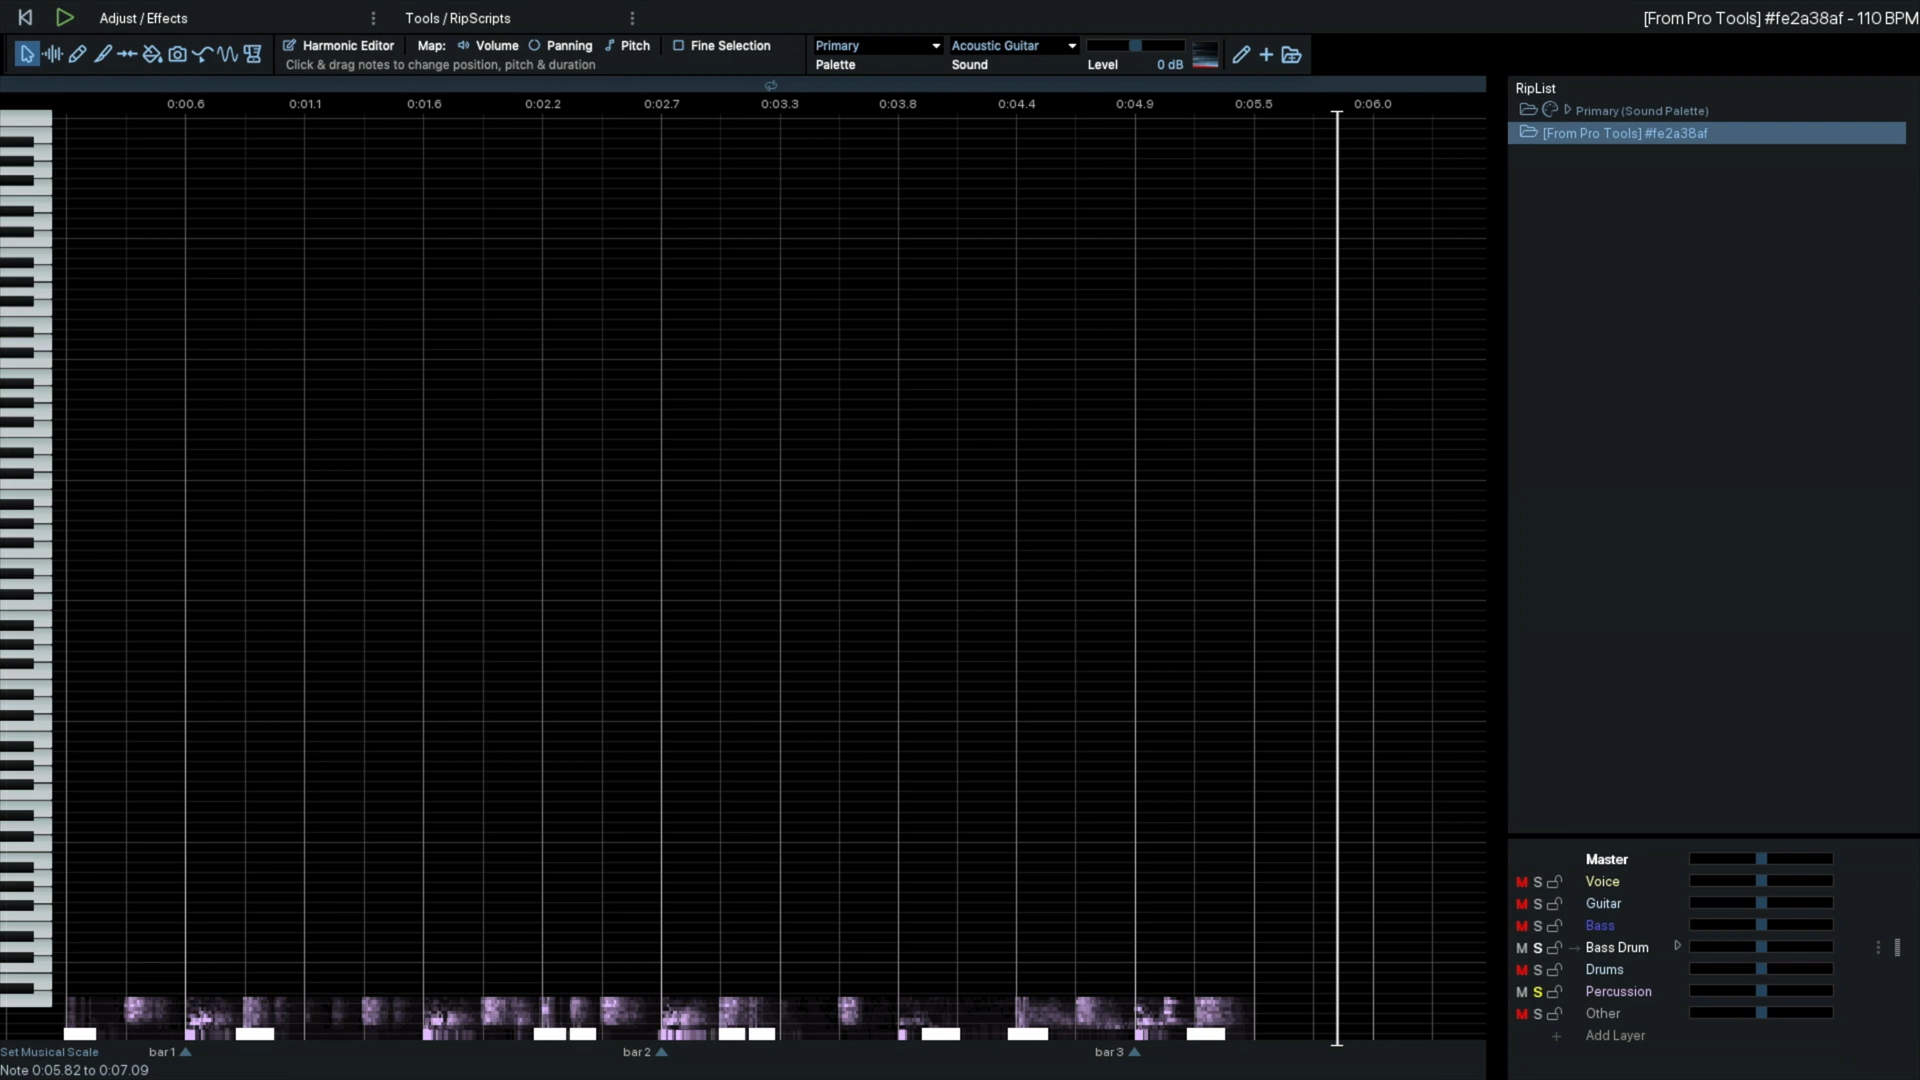 Adjust / Effects
Tools / RipScripts
[From Pro Tools] #fe2a38af - 110 BPM
Harmonic Editor Map: Volume Panning Pitch Fine Selection
Click & drag notes to change position, pitch & duration
Primary Acoustic Guitar
Palette Sound Level 0 dB
0:00.6 0:01.1 0:01.6 0:02.2 0:02.7 0:03.3 0:03.8 0:04.4 0:04.9 0:05.5 0:06.0
RipList
Primary (Sound Palette)
[From Pro Tools] #fe2a38af
Master
M S Voice
M S Guitar
M S Bass
M S Bass Drum
M S Drums
M S Percussion
M S Other
+ Add Layer
Set Musical Scale bar 1 bar 2 bar 3
Note 0:05.82 to 0:07.09